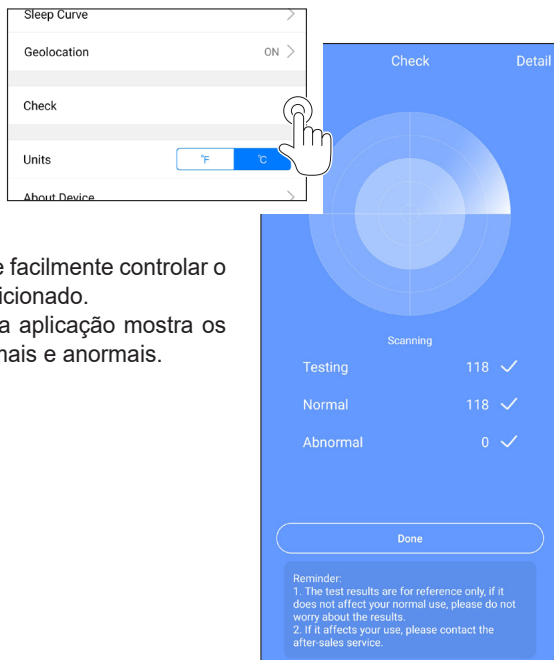 Sleep Curve
Geolocation ON
Check
Units °F °C
About Device
facilmente controlar o
icionado.
a aplicação mostra os
mais e anormais.
Check Detail
Scanning
Testing 118
Normal 118
Abnormal 0
Done
Reminder:
1. The test results are for reference only, if it
does not affect your normal use, please do not
worry about the results.
2. If it affects your use, please contact the
after-sales service.